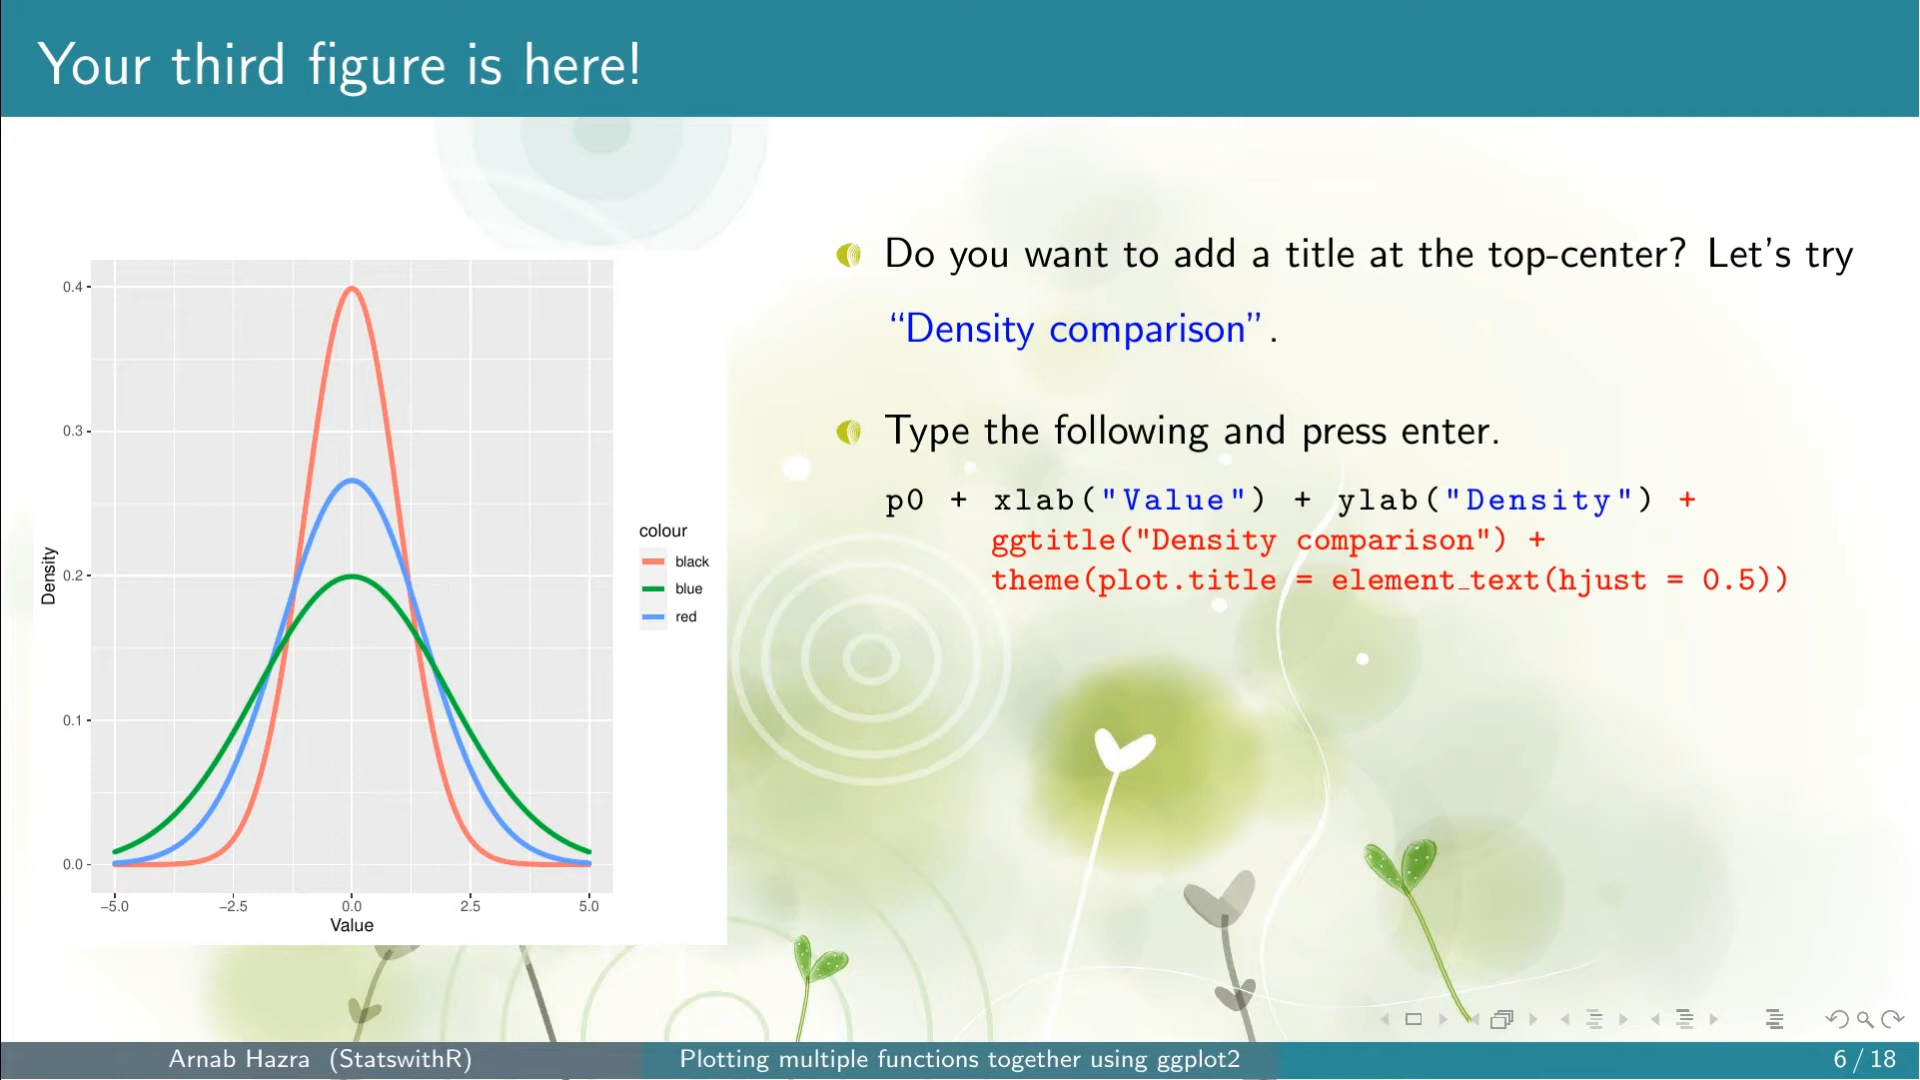 Your third figure is here!
0.4
0.3
0.2
0.1
0.0
Density
−5.0 −2.5 0.0 2.5 5.0
Value
colour
black
blue
red
Do you want to add a title at the top-center? Let's try
“Density comparison”.
Type the following and press enter.
p0 + xlab("Value") + ylab("Density") +
ggtitle("Density comparison") +
theme(plot.title = element_text(hjust = 0.5))
Arnab Hazra (StatswithR)
Plotting multiple functions together using ggplot2
6 / 18